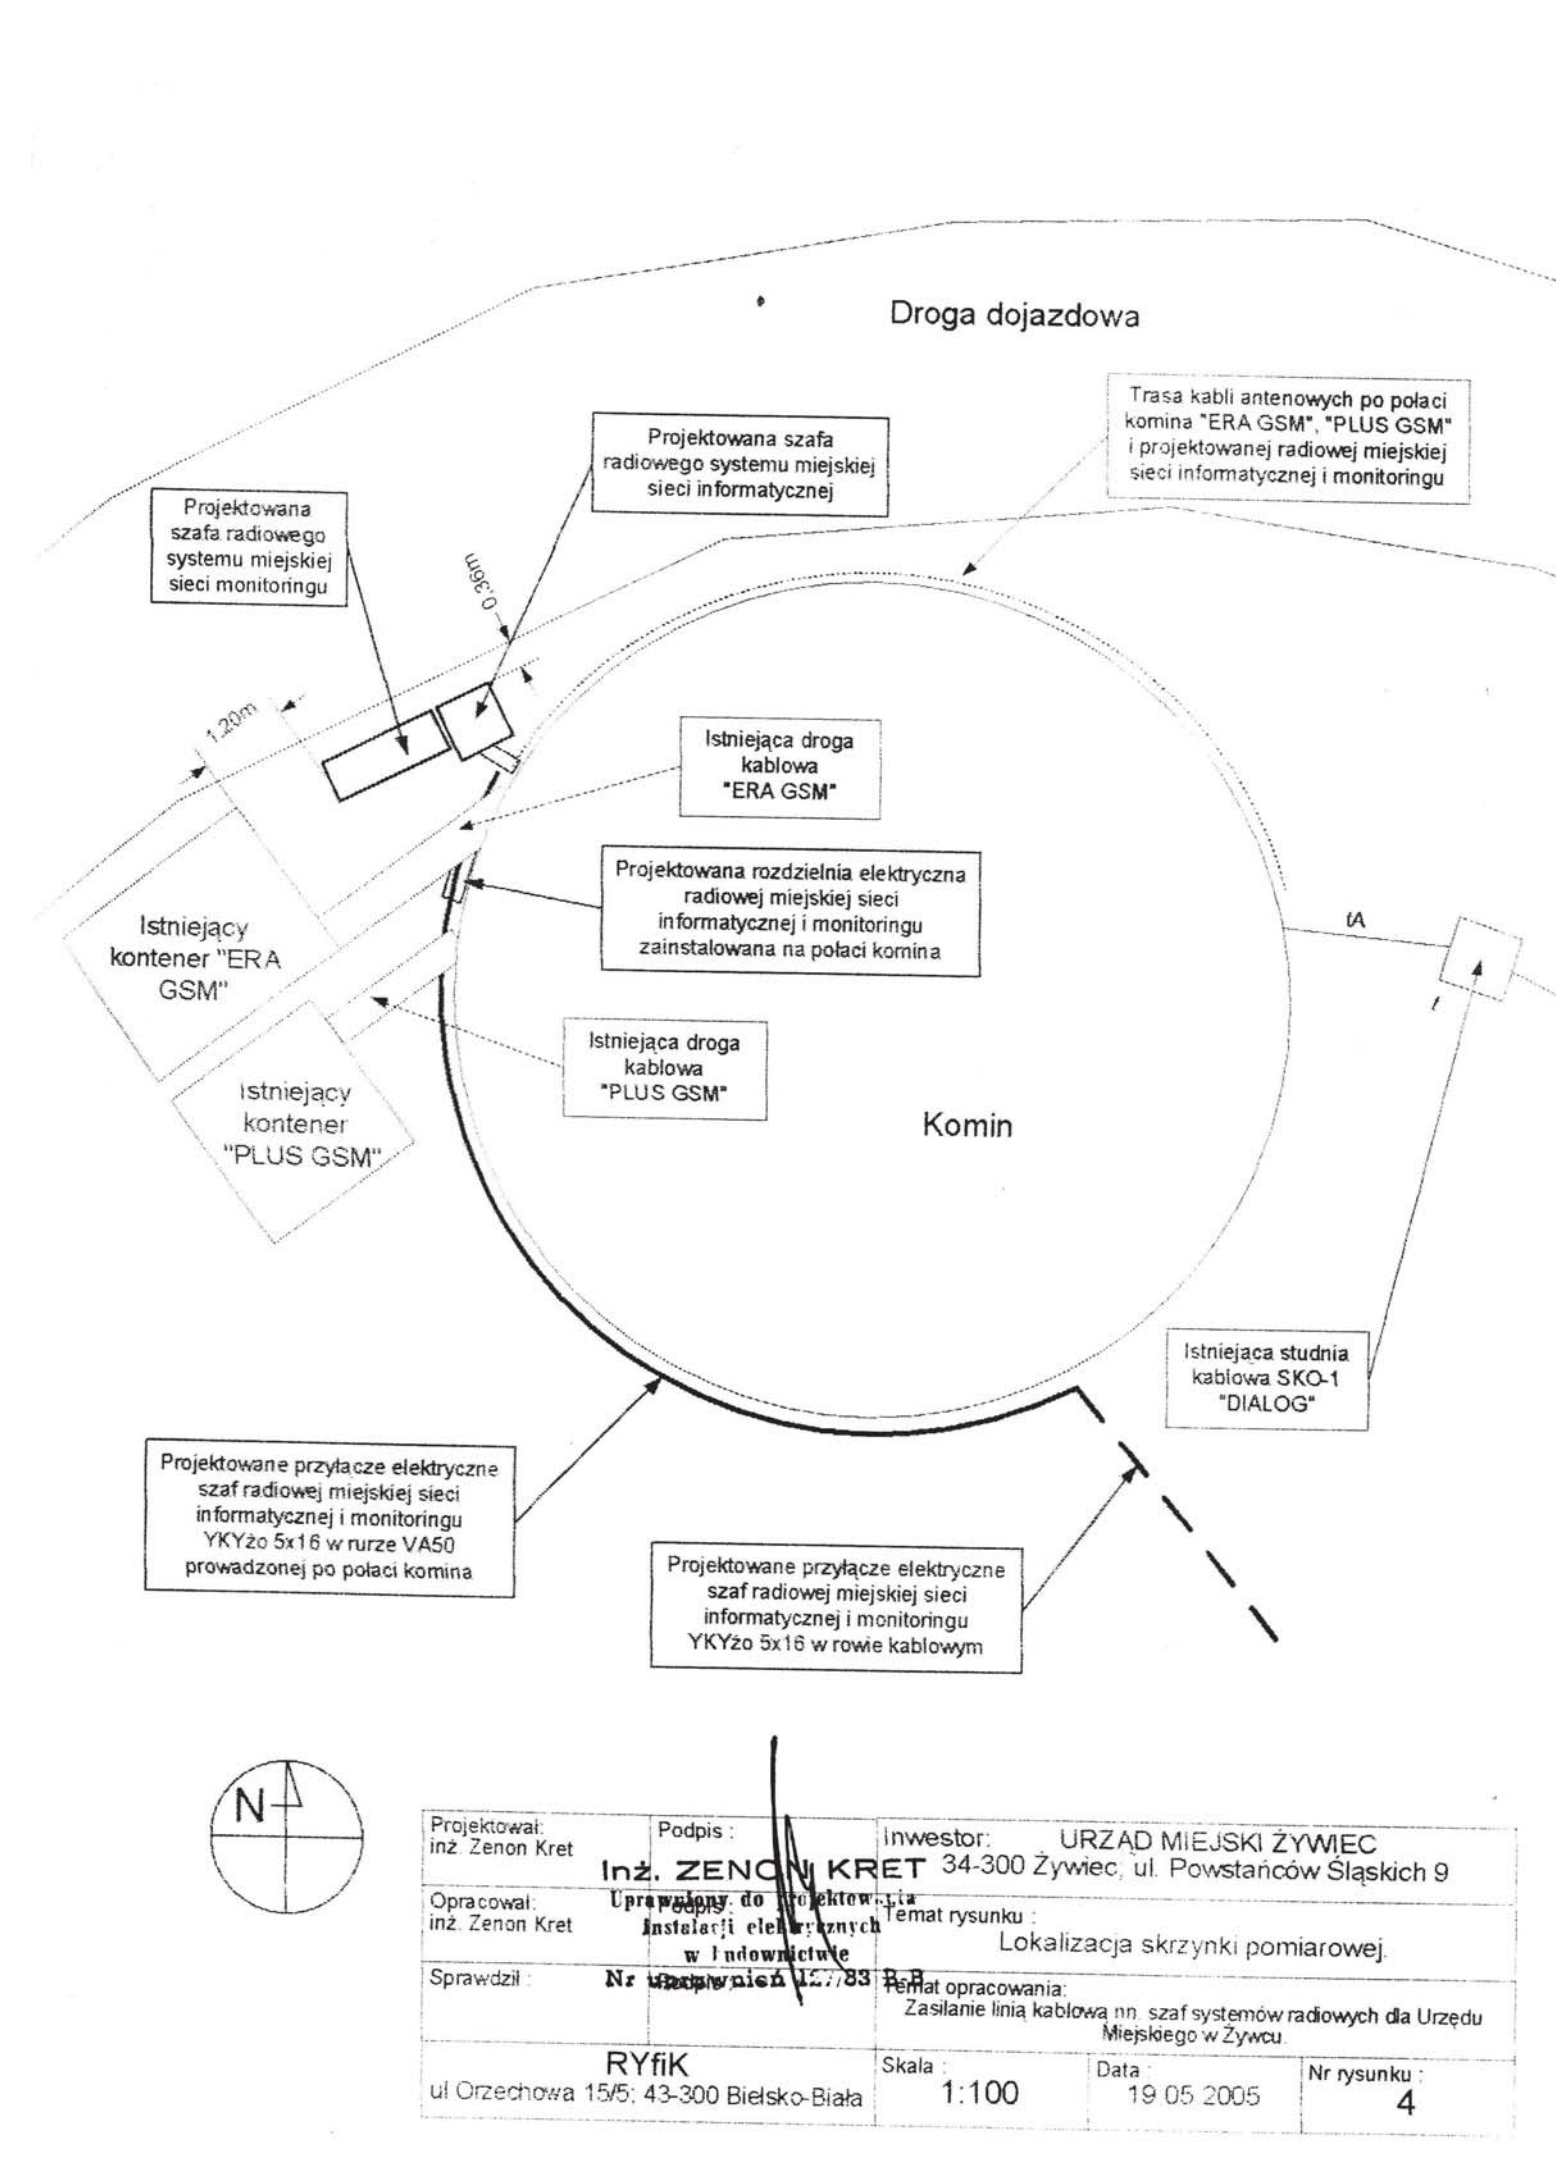 Droga dojazdowa
Trasa kabli antenowych po połaci
komina "ERA GSM", "PLUS GSM"
i projektowanej radiowej miejskiej
sieci informatycznej i monitoringu
Projektowana szafa
radiowego systemu miejskiej
sieci informatycznej
Projektowana
szafa radiowego
systemu miejskiej
sieci monitoringu
0,36m
1.20m
Istniejąca droga
kablowa
"ERA GSM"
Projektowana rozdzielnia elektryczna
radiowej miejskiej sieci
informatycznej i monitoringu
zainstalowana na połaci komina
Istniejący
kontener "ERA
GSM"
tA
t
Istniejąca droga
kablowa
"PLUS GSM"
Istniejący
kontener
"PLUS GSM"
Komin
Istniejąca studnia
kablowa SKO-1
"DIALOG"
Projektowane przyłącze elektryczne
szaf radiowej miejskiej sieci
informatycznej i monitoringu
YKYżo 5x16 w rurze VA50
prowadzonej po połaci komina
Projektowane przyłącze elektryczne
szaf radiowej miejskiej sieci
informatycznej i monitoringu
YKYżo 5x16 w rowie kablowym
N
Projektował:
inż. Zenon Kret
Podpis :
Inwestor: URZĄD MIEJSKI ŻYWIEC
34-300 Żywiec, ul. Powstańców Śląskich 9
Inż. ZENON KRET
Uprawniony do projektowania
instalacji elektrycznych
w budownictwie
Nr uprawnień 83 B-B
Opracował:
inż. Zenon Kret
Podpis :
Temat rysunku :
Lokalizacja skrzynki pomiarowej.
Sprawdził :
Podpis :
Temat opracowania:
Zasilanie linią kablową nn. szaf systemów radiowych dla Urzędu
Miejskiego w Żywcu.
RYfiK
ul Orzechowa 15/5; 43-300 Bielsko-Biała
Skala :
1:100
Data :
19 05 2005
Nr rysunku :
4